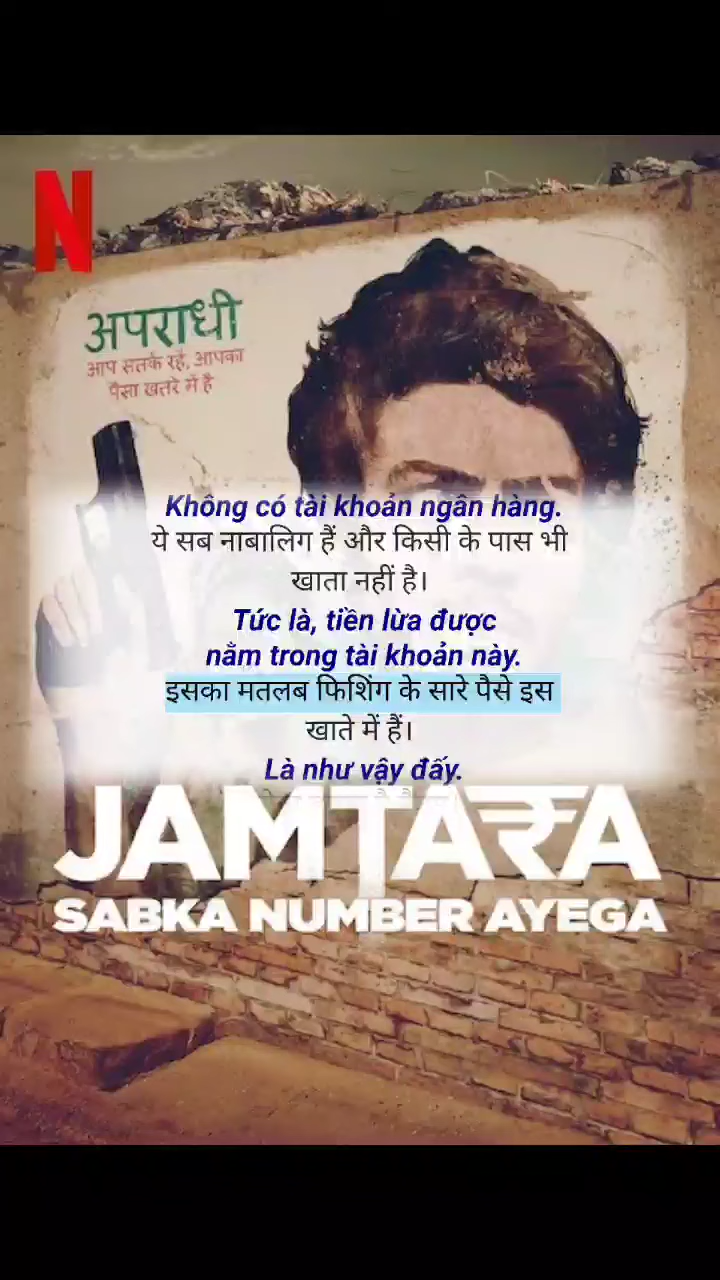 N
अपराधी
आप सतर्क रहें, आपका
पैसा खतरे में है
Không có tài khoản ngân hàng.
ये सब नाबालिग हैं और किसी के पास भी
खाता नहीं है।
Tức là, tiền lừa được
nằm trong tài khoản này.
इसका मतलब फिशिंग के सारे पैसे इस
खाते में हैं।
Là như vậy đấy.
JAMTARA
SABKA NUMBER AYEGA